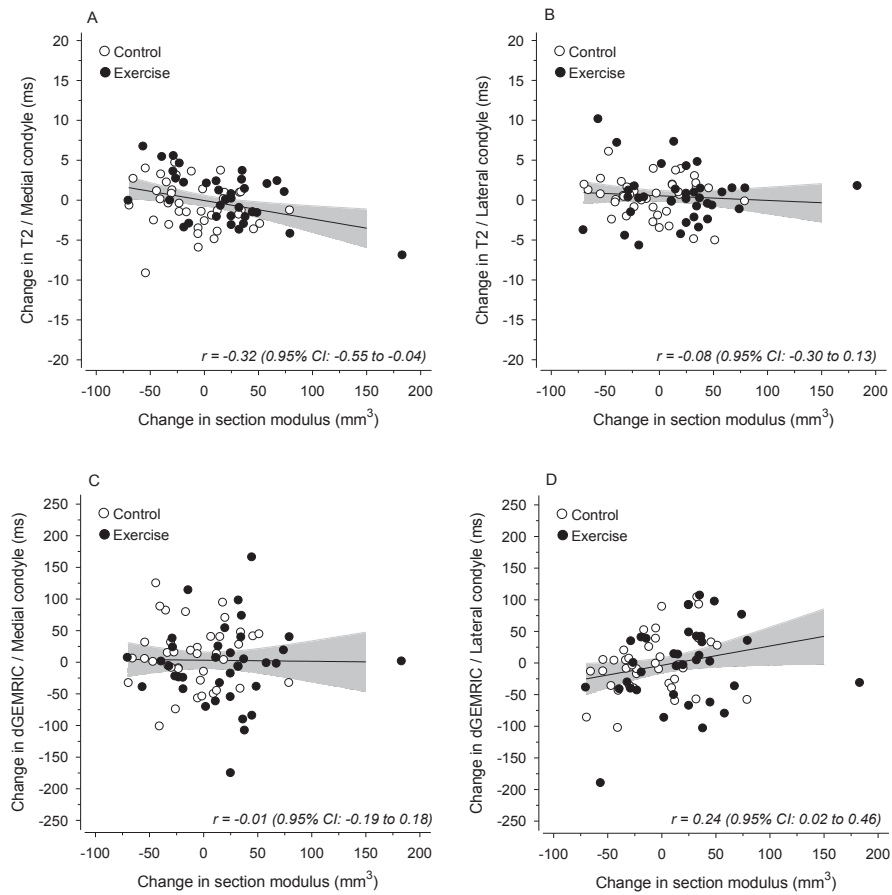 A
Control
Exercise
20
15
10
5
0
-5
-10
-15
-20
Change in T2 / Medial condyle (ms)
r = -0.32 (0.95% CI: -0.55 to -0.04)
-100 -50 0 50 100 150 200
Change in section modulus (mm³)
B
Control
Exercise
20
15
10
5
0
-5
-10
-15
-20
Change in T2 / Lateral condyle (ms)
r = -0.08 (0.95% CI: -0.30 to 0.13)
-100 -50 0 50 100 150 200
Change in section modulus (mm³)
C
Control
Exercise
250
200
150
100
50
0
-50
-100
-150
-200
-250
Change in dGEMRIC / Medial condyle (ms)
r = -0.01 (0.95% CI: -0.19 to 0.18)
-100 -50 0 50 100 150 200
Change in section modulus (mm³)
D
Control
Exercise
250
200
150
100
50
0
-50
-100
-150
-200
-250
Change in dGEMRIC / Lateral condyle (ms)
r = 0.24 (0.95% CI: 0.02 to 0.46)
-100 -50 0 50 100 150 200
Change in section modulus (mm³)